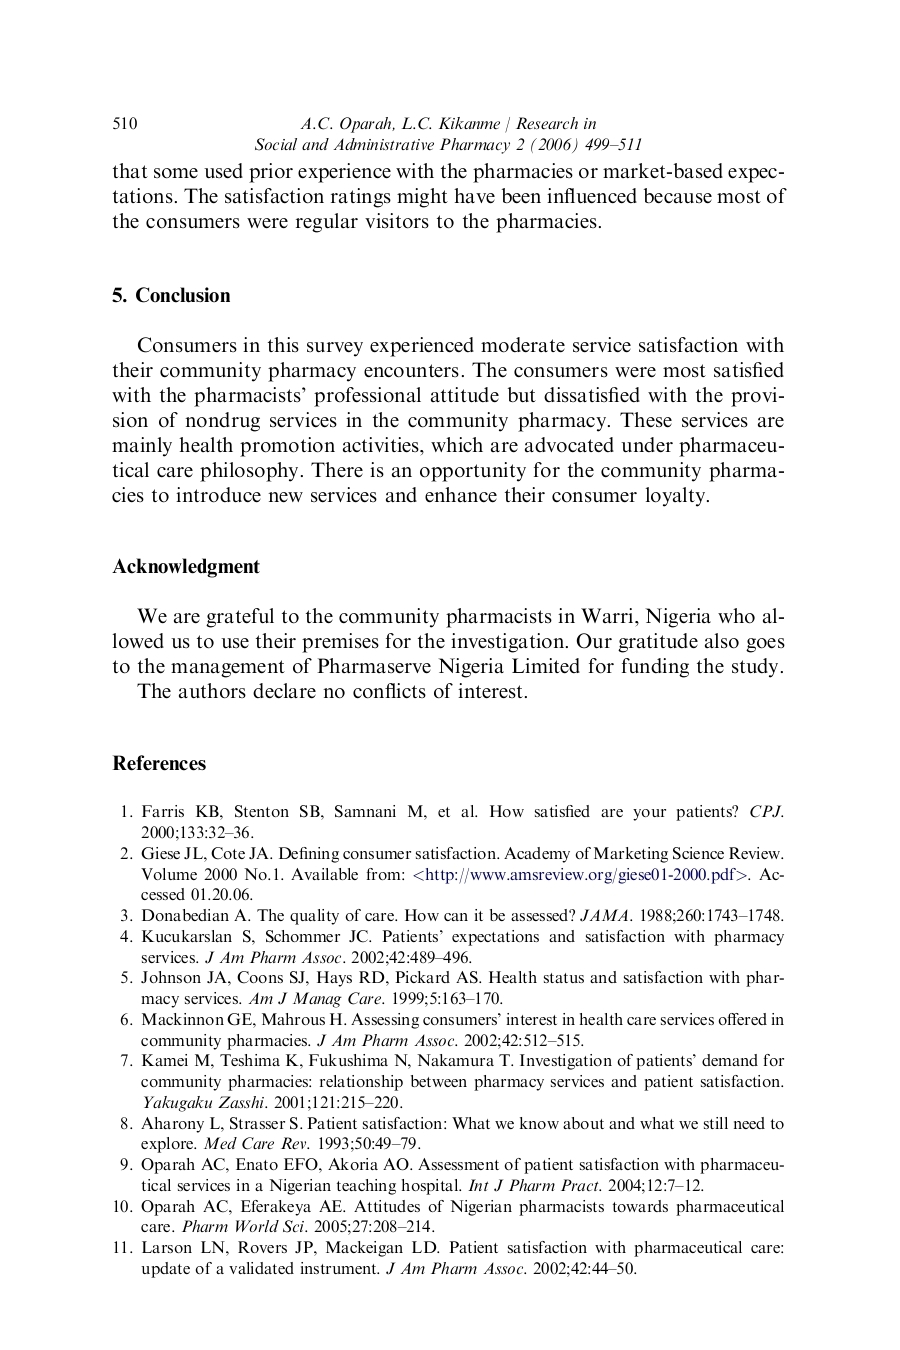 510
A.C. Oparah, L.C. Kikanme / Research in
Social and Administrative Pharmacy 2 (2006) 499–511
that some used prior experience with the pharmacies or market-based expec-
tations. The satisfaction ratings might have been influenced because most of
the consumers were regular visitors to the pharmacies.
5. Conclusion
Consumers in this survey experienced moderate service satisfaction with
their community pharmacy encounters. The consumers were most satisfied
with the pharmacists’ professional attitude but dissatisfied with the provi-
sion of nondrug services in the community pharmacy. These services are
mainly health promotion activities, which are advocated under pharmaceu-
tical care philosophy. There is an opportunity for the community pharma-
cies to introduce new services and enhance their consumer loyalty.
Acknowledgment
We are grateful to the community pharmacists in Warri, Nigeria who al-
lowed us to use their premises for the investigation. Our gratitude also goes
to the management of Pharmaserve Nigeria Limited for funding the study.
The authors declare no conflicts of interest.
References
1. Farris KB, Stenton SB, Samnani M, et al. How satisfied are your patients? CPJ.
2000;133:32–36.
2. Giese JL, Cote JA. Defining consumer satisfaction. Academy of Marketing Science Review.
Volume 2000 No.1. Available from: <http://www.amsreview.org/giese01-2000.pdf>. Ac-
cessed 01.20.06.
3. Donabedian A. The quality of care. How can it be assessed? JAMA. 1988;260:1743–1748.
4. Kucukarslan S, Schommer JC. Patients’ expectations and satisfaction with pharmacy
services. J Am Pharm Assoc. 2002;42:489–496.
5. Johnson JA, Coons SJ, Hays RD, Pickard AS. Health status and satisfaction with phar-
macy services. Am J Manag Care. 1999;5:163–170.
6. Mackinnon GE, Mahrous H. Assessing consumers’ interest in health care services offered in
community pharmacies. J Am Pharm Assoc. 2002;42:512–515.
7. Kamei M, Teshima K, Fukushima N, Nakamura T. Investigation of patients’ demand for
community pharmacies: relationship between pharmacy services and patient satisfaction.
Yakugaku Zasshi. 2001;121:215–220.
8. Aharony L, Strasser S. Patient satisfaction: What we know about and what we still need to
explore. Med Care Rev. 1993;50:49–79.
9. Oparah AC, Enato EFO, Akoria AO. Assessment of patient satisfaction with pharmaceu-
tical services in a Nigerian teaching hospital. Int J Pharm Pract. 2004;12:7–12.
10. Oparah AC, Eferakeya AE. Attitudes of Nigerian pharmacists towards pharmaceutical
care. Pharm World Sci. 2005;27:208–214.
11. Larson LN, Rovers JP, Mackeigan LD. Patient satisfaction with pharmaceutical care:
update of a validated instrument. J Am Pharm Assoc. 2002;42:44–50.